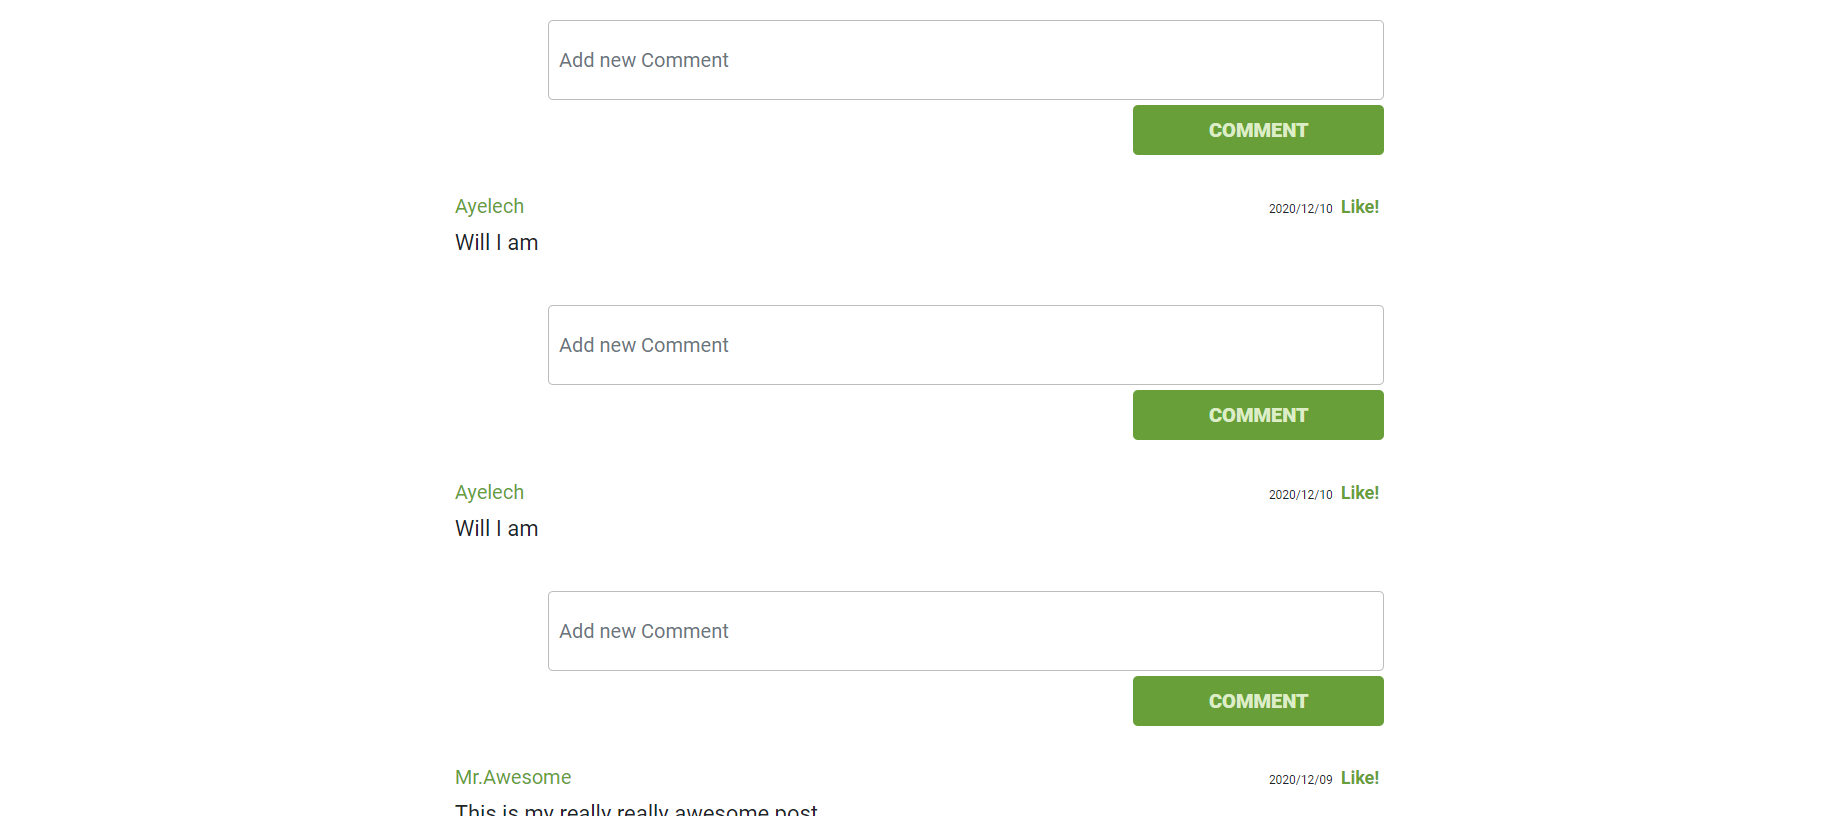 Add new Comment
COMMENT
Ayelech 2020/12/10 Like!
Will I am
Add new Comment
COMMENT
Ayelech 2020/12/10 Like!
Will I am
Add new Comment
COMMENT
Mr.Awesome 2020/12/09 Like!
This is my really really awesome post